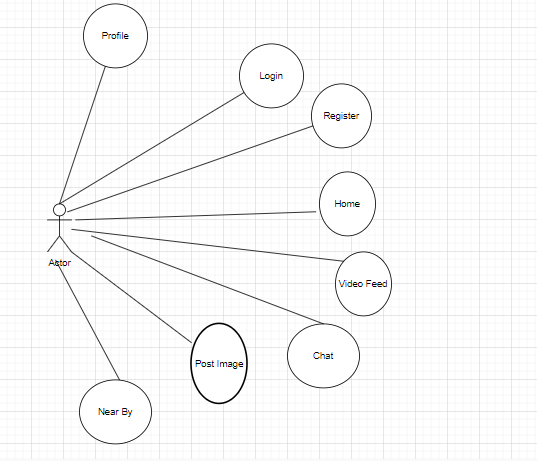 Profile
Login
Register
Home
Actor
Video Feed
Chat
Post Image
Near By